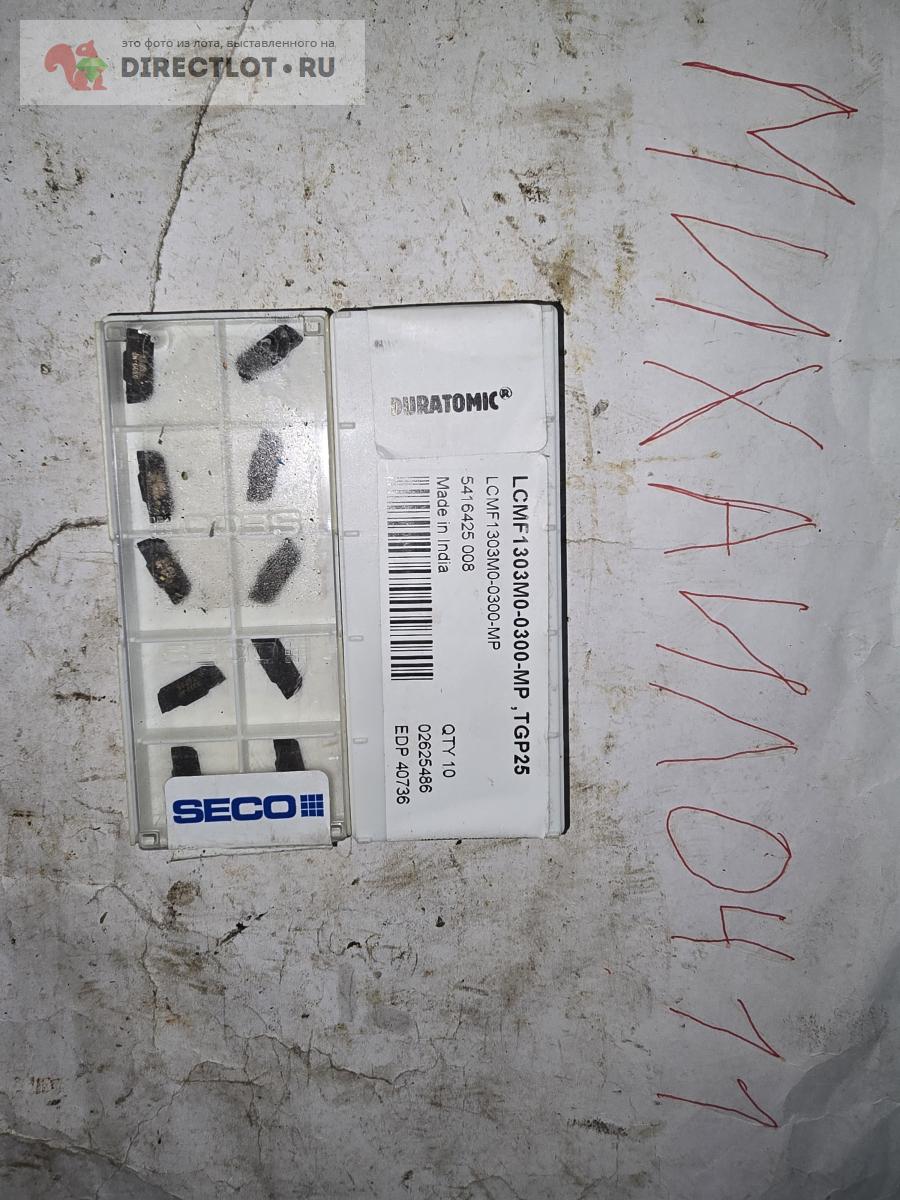 это фото из лота, выставленного на
DIRECTLOT•RU
DURATOMIC®
LCMF1303M0-0300-MP ,TGP25
LCMF1303M0-0300-MP
5416425 008
Made in India
QTY 10
02625486
EDP 40736
SECO
МИХАИЛ0411